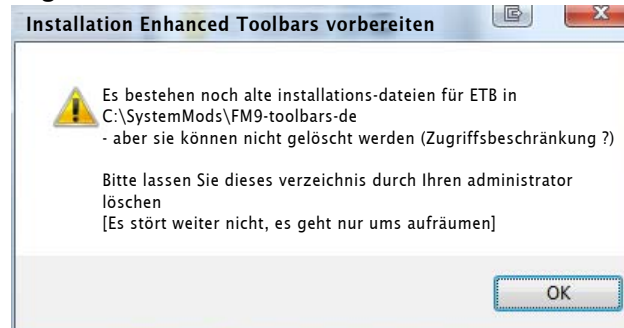 Installation Enhanced Toolbars vorbereiten
Es bestehen noch alte installations-dateien für ETB in
C:\SystemMods\FM9-toolbars-de
- aber sie können nicht gelöscht werden (Zugriffsbeschränkung ?)
Bitte lassen Sie dieses verzeichnis durch Ihren administrator
löschen
[Es stört weiter nicht, es geht nur ums aufräumen]
OK